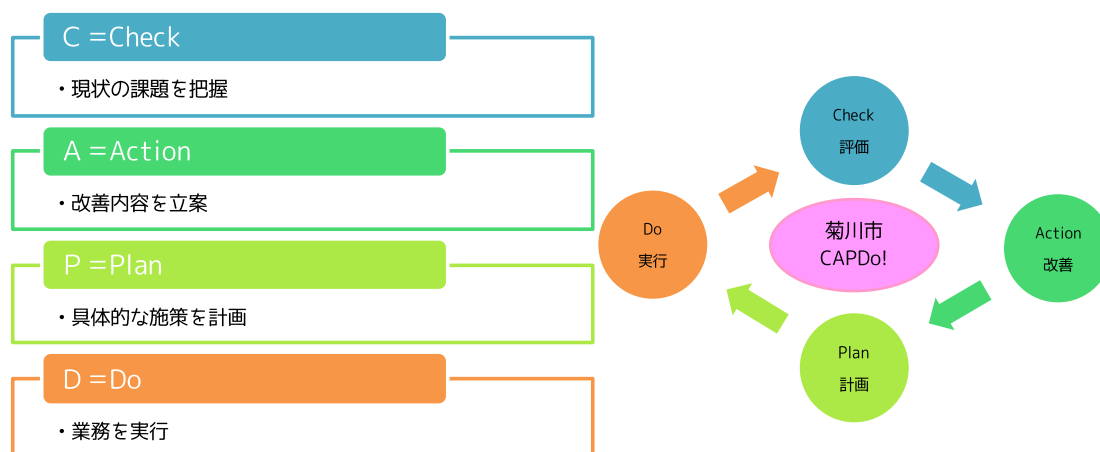 C =Check
・現状の課題を把握
A =Action
・改善内容を立案
P =Plan
・具体的な施策を計画
D =Do
・業務を実行
Check
評価
Action
改善
Plan
計画
Do
実行
菊川市
CAPDo!